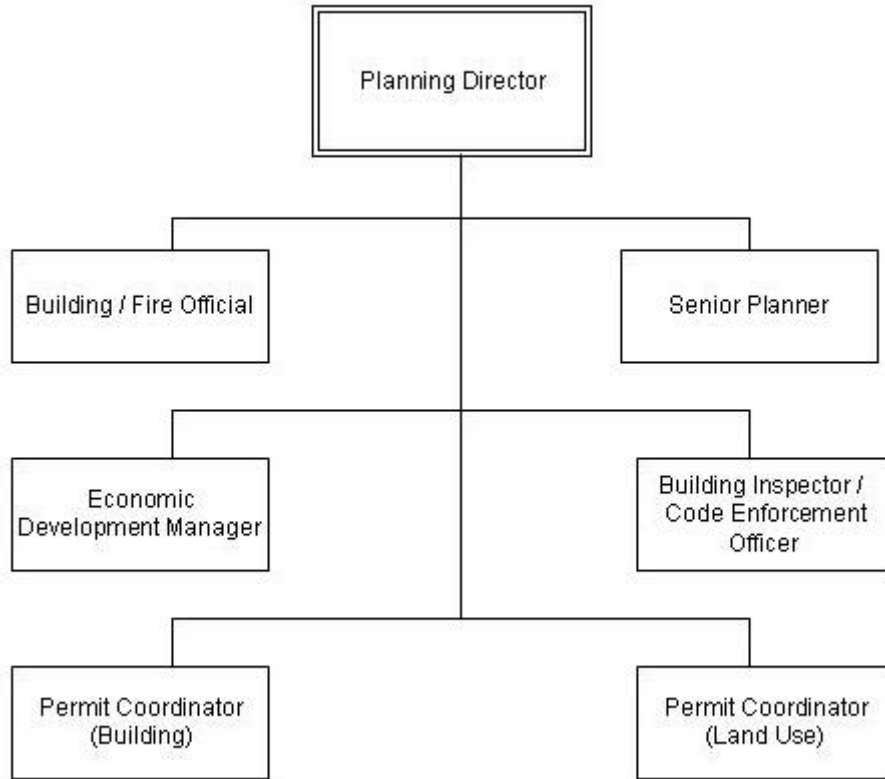 Planning Director
Building / Fire Official
Senior Planner
Economic
Development Manager
Building Inspector /
Code Enforcement
Officer
Permit Coordinator
(Building)
Permit Coordinator
(Land Use)